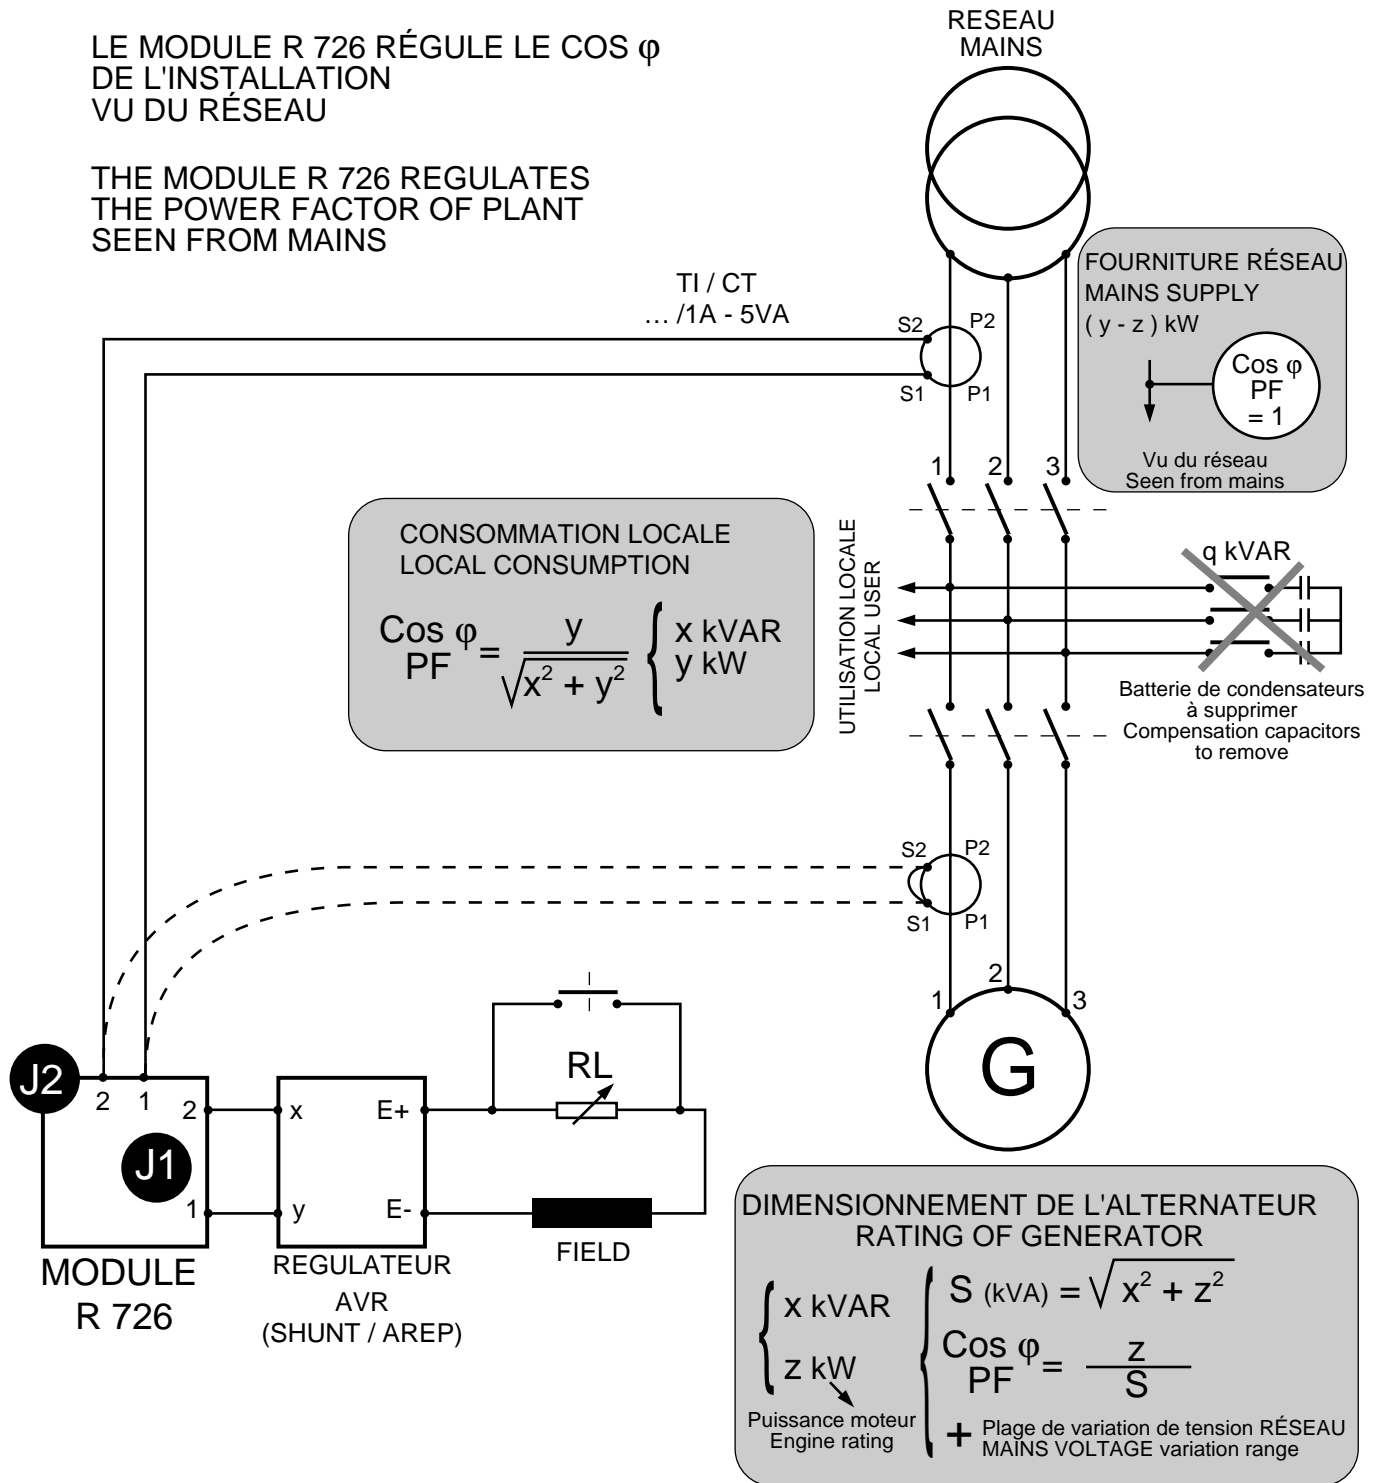 LE MODULE R 726 RÉGULE LE COS φ
DE L'INSTALLATION
VU DU RÉSEAU
THE MODULE R 726 REGULATES
THE POWER FACTOR OF PLANT
SEEN FROM MAINS
RESEAU
MAINS
TI / CT
... /1A - 5VA
S2
P2
S1
P1
FOURNITURE RÉSEAU
MAINS SUPPLY
( y - z ) kW
Cos φ
PF
= 1
Vu du réseau
Seen from mains
1 2 3
CONSOMMATION LOCALE
LOCAL CONSUMPTION
Cos φ
PF = y / √x² + y²
{ x kVAR
y kW
UTILISATION LOCALE
LOCAL USER
q kVAR
Batterie de condensateurs
à supprimer
Compensation capacitors
to remove
S2
P2
S1
P1
1 2 3
G
J2
2 1 2
J1
1
MODULE
R 726
x E+
y E-
REGULATEUR
AVR
(SHUNT / AREP)
RL
FIELD
DIMENSIONNEMENT DE L'ALTERNATEUR
RATING OF GENERATOR
{ x kVAR
z kW
Puissance moteur
Engine rating
{ S (kVA) = √x² + z²
Cos φ
PF = z / S
+ Plage de variation de tension RÉSEAU
MAINS VOLTAGE variation range